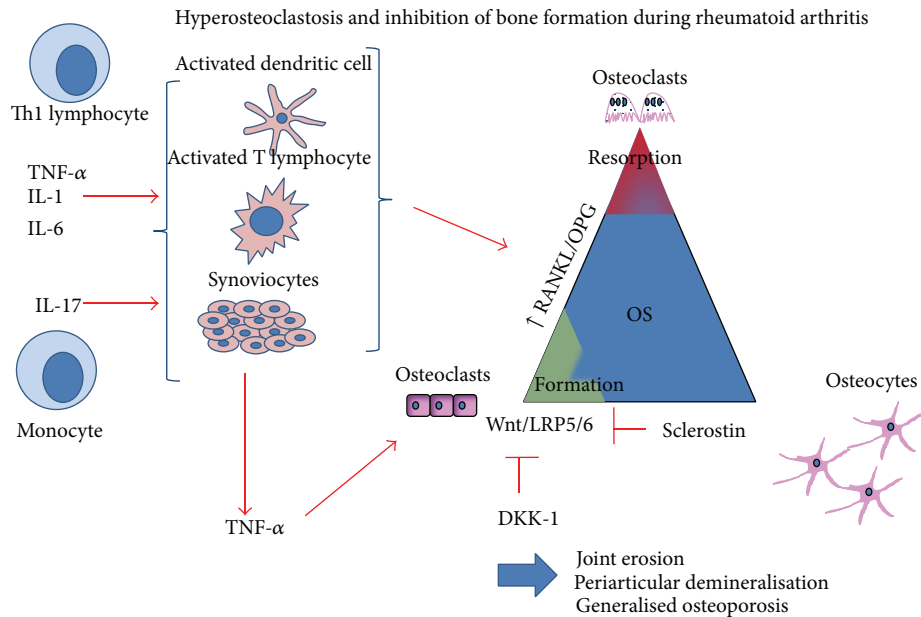 Hyperosteoclastosis and inhibition of bone formation during rheumatoid arthritis
Th1 lymphocyte
TNF-α
IL-1
IL-6
IL-17
Monocyte
Activated dendritic cell
Activated T lymphocyte
Synoviocytes
TNF-α
Osteoclasts
Resorption
↑ RANKL/OPG
OS
Formation
Osteoclasts
Wnt/LRP5/6
Sclerostin
Osteocytes
DKK-1
Joint erosion
Periarticular demineralisation
Generalised osteoporosis